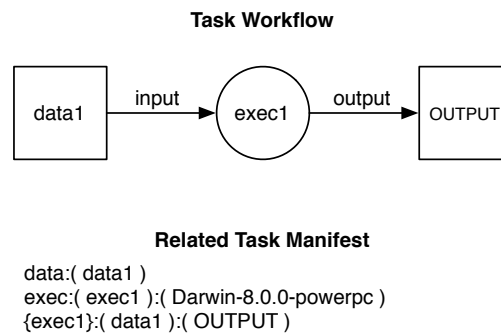 Task Workflow
input
output
data1
exec1
OUTPUT
Related Task Manifest
data:( data1 )
exec:( exec1 ):( Darwin-8.0.0-powerpc )
{exec1}:( data1 ):( OUTPUT )